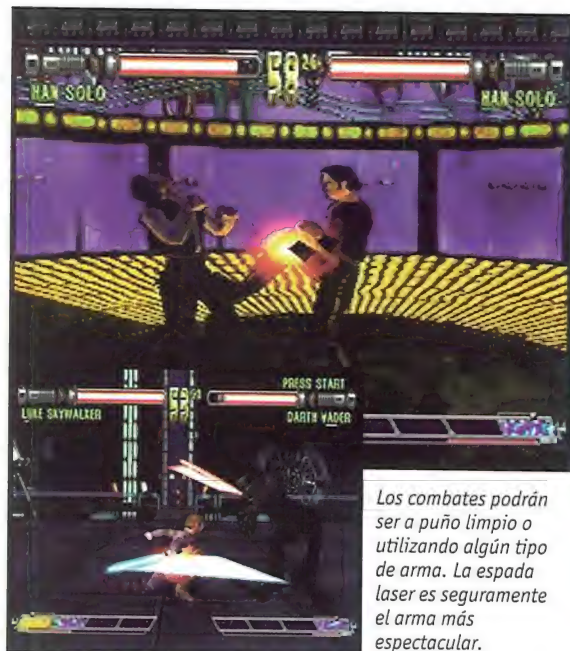 HAN SOLO
HAN SOLO
PRESS START
LUKE SKYWALKER
DARTH VADER
Los combates podrán
ser a puño limpio o
utilizando algún tipo
de arma. La espada
laser es seguramente
el arma más
espectacular.